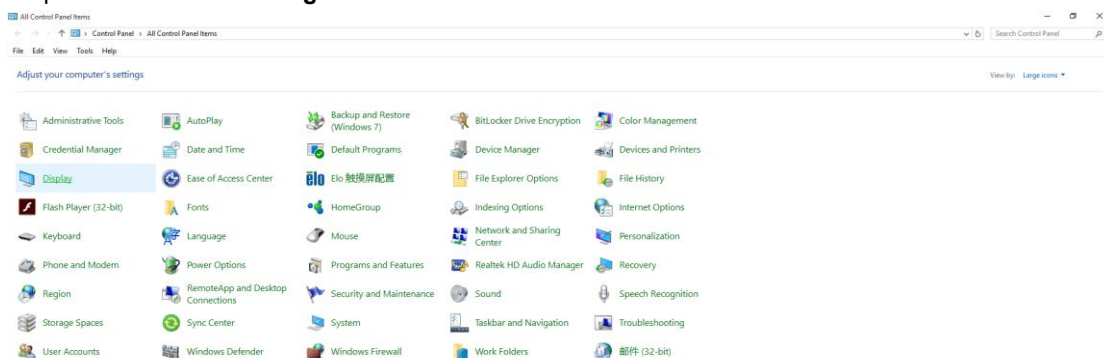 All Control Panel Items
Control Panel > All Control Panel Items
Search Control Panel
File Edit View Tools Help
Adjust your computer's settings
View by: Large icons
Administrative Tools
AutoPlay
Backup and Restore
(Windows 7)
BitLocker Drive Encryption
Color Management
Credential Manager
Date and Time
Default Programs
Device Manager
Devices and Printers
Display
Ease of Access Center
elo Elo 触摸屏配置
File Explorer Options
File History
Flash Player (32-bit)
Fonts
HomeGroup
Indexing Options
Internet Options
Keyboard
Language
Mouse
Network and Sharing
Center
Personalization
Phone and Modem
Power Options
Programs and Features
Realtek HD Audio Manager
Recovery
Region
RemoteApp and Desktop
Connections
Security and Maintenance
Sound
Speech Recognition
Storage Spaces
Sync Center
System
Taskbar and Navigation
Troubleshooting
User Accounts
Windows Defender
Windows Firewall
Work Folders
邮件 (32-bit)